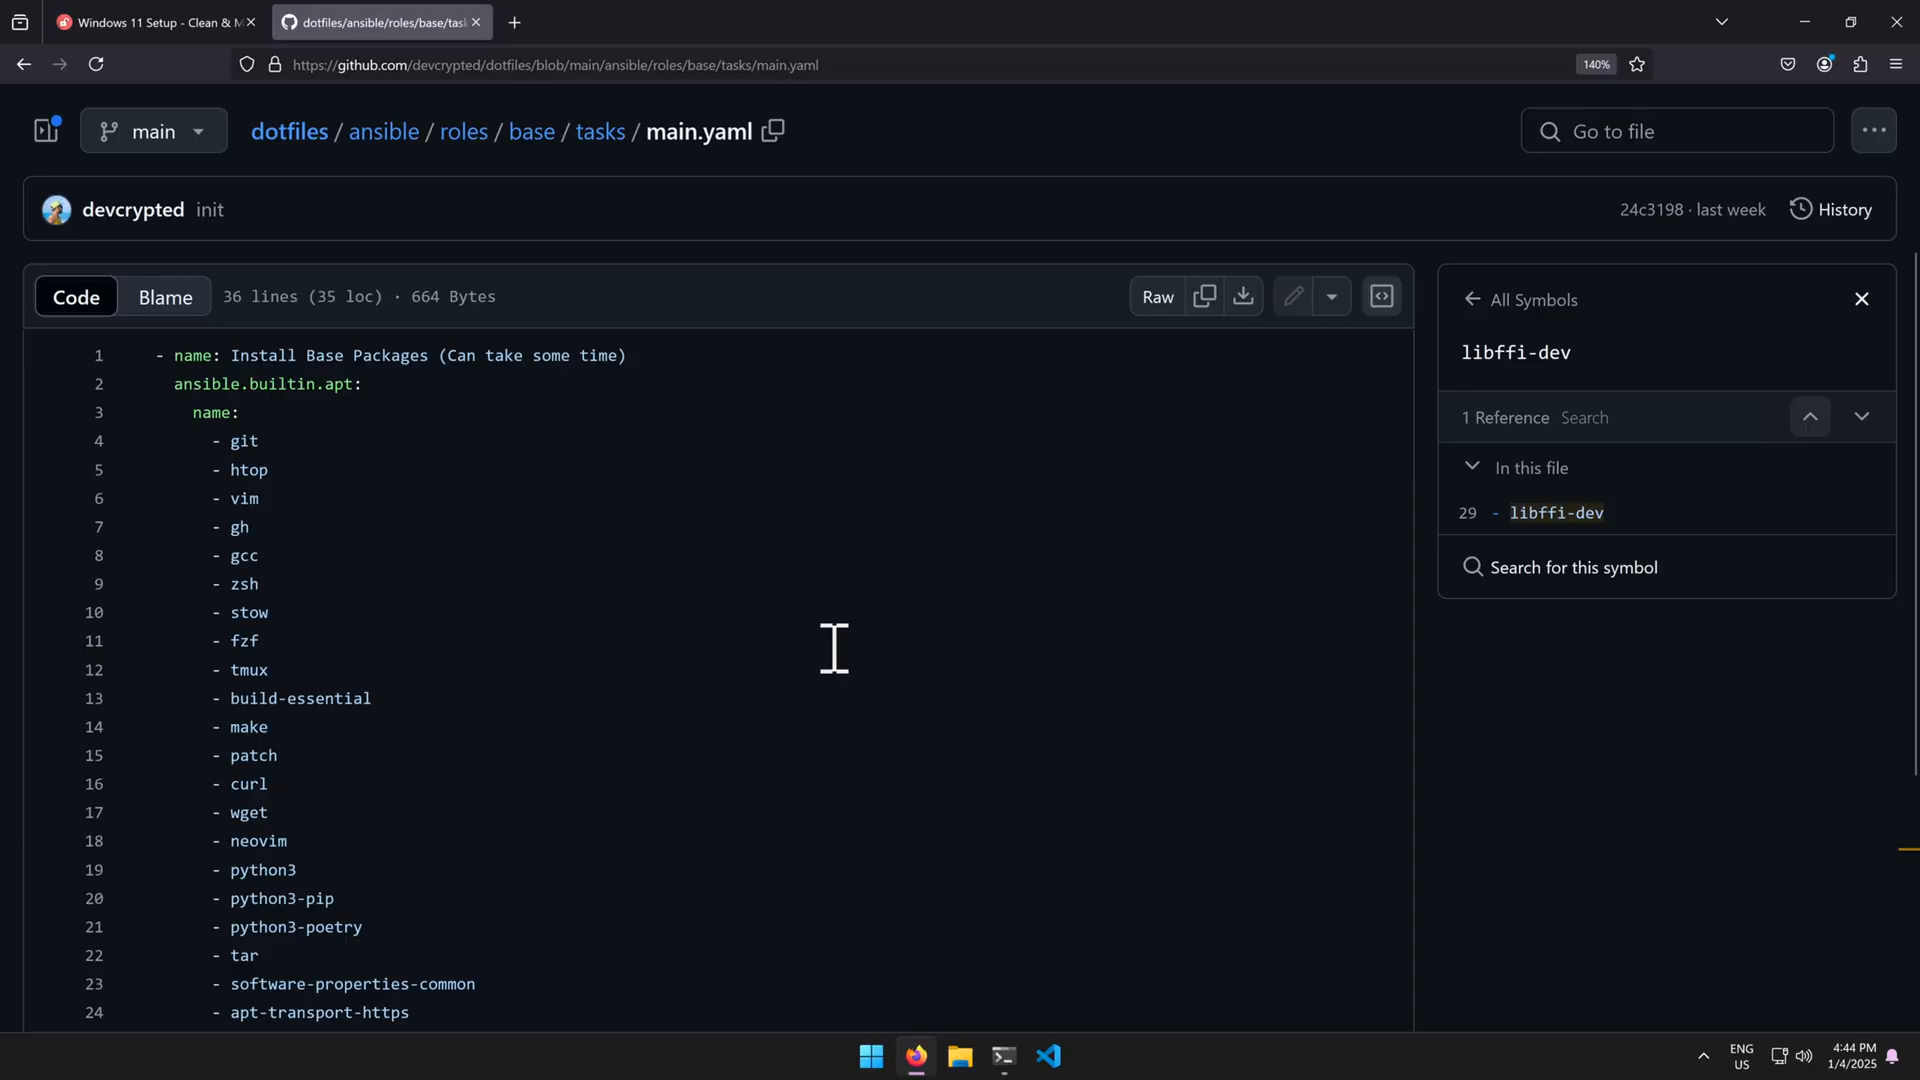 Windows 11 Setup - Clean & M
dotfiles/ansible/roles/base/tas
https://github.com/devcrypted/dotfiles/blob/main/ansible/roles/base/tasks/main.yaml
140%
main
dotfiles / ansible / roles / base / tasks / main.yaml
Go to file
devcrypted init
24c3198 · last week
History
Code
Blame
36 lines (35 loc) · 664 Bytes
Raw
1 - name: Install Base Packages (Can take some time)
2 ansible.builtin.apt:
3 name:
4 - git
5 - htop
6 - vim
7 - gh
8 - gcc
9 - zsh
10 - stow
11 - fzf
12 - tmux
13 - build-essential
14 - make
15 - patch
16 - curl
17 - wget
18 - neovim
19 - python3
20 - python3-pip
21 - python3-poetry
22 - tar
23 - software-properties-common
24 - apt-transport-https
All Symbols
libffi-dev
1 Reference Search
In this file
29 - libffi-dev
Search for this symbol
ENG
US
4:44 PM
1/4/2025